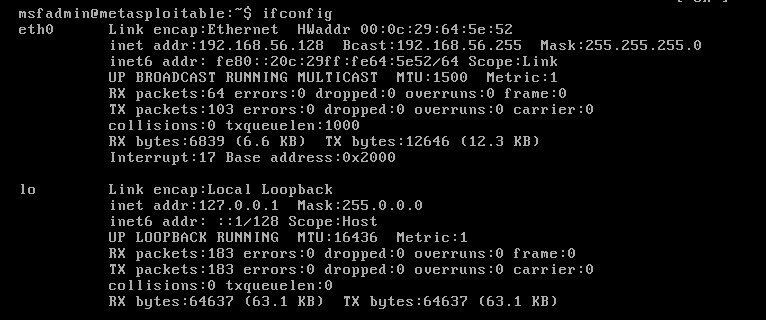 msfadmin@metasploitable:~$ ifconfig
eth0      Link encap:Ethernet  HWaddr 00:0c:29:64:5e:52
          inet addr:192.168.56.128  Bcast:192.168.56.255  Mask:255.255.255.0
          inet6 addr: fe80::20c:29ff:fe64:5e52/64 Scope:Link
          UP BROADCAST RUNNING MULTICAST  MTU:1500  Metric:1
          RX packets:64 errors:0 dropped:0 overruns:0 frame:0
          TX packets:103 errors:0 dropped:0 overruns:0 carrier:0
          collisions:0 txqueuelen:1000
          RX bytes:6839 (6.6 KB)  TX bytes:12646 (12.3 KB)
          Interrupt:17 Base address:0x2000
lo        Link encap:Local Loopback
          inet addr:127.0.0.1  Mask:255.0.0.0
          inet6 addr: ::1/128 Scope:Host
          UP LOOPBACK RUNNING  MTU:16436  Metric:1
          RX packets:183 errors:0 dropped:0 overruns:0 frame:0
          TX packets:183 errors:0 dropped:0 overruns:0 carrier:0
          collisions:0 txqueuelen:0
          RX bytes:64637 (63.1 KB)  TX bytes:64637 (63.1 KB)